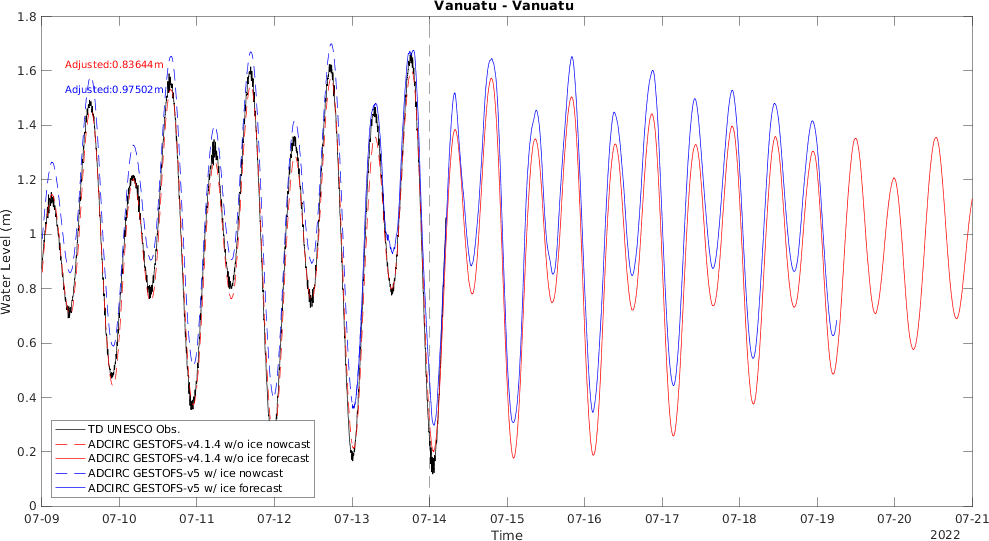 Vanuatu - Vanuatu
1.8
1.6
1.4
1.2
1
0.8
0.6
0.4
0.2
0
Water Level (m)
Adjusted:0.83644m
Adjusted:0.97502m
TD UNESCO Obs.
ADCIRC GESTOFS-v4.1.4 w/o ice nowcast
ADCIRC GESTOFS-v4.1.4 w/o ice forecast
ADCIRC GESTOFS-v5 w/ ice nowcast
ADCIRC GESTOFS-v5 w/ ice forecast
07-09 07-10 07-11 07-12 07-13 07-14 07-15 07-16 07-17 07-18 07-19 07-20 07-21
Time
2022